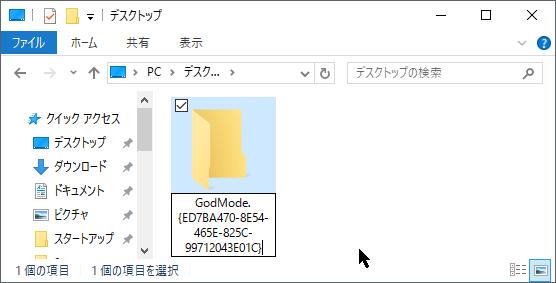 デスクトップ
ファイル ホーム 共有 表示
PC デスク... デスクトップの検索
クイック アクセス
デスクトップ
ダウンロード
ドキュメント
ピクチャ
スタートアップ
GodMode.
{ED7BA470-8E54-
465E-825C-
99712043E01C}
1個の項目 1個の項目を選択